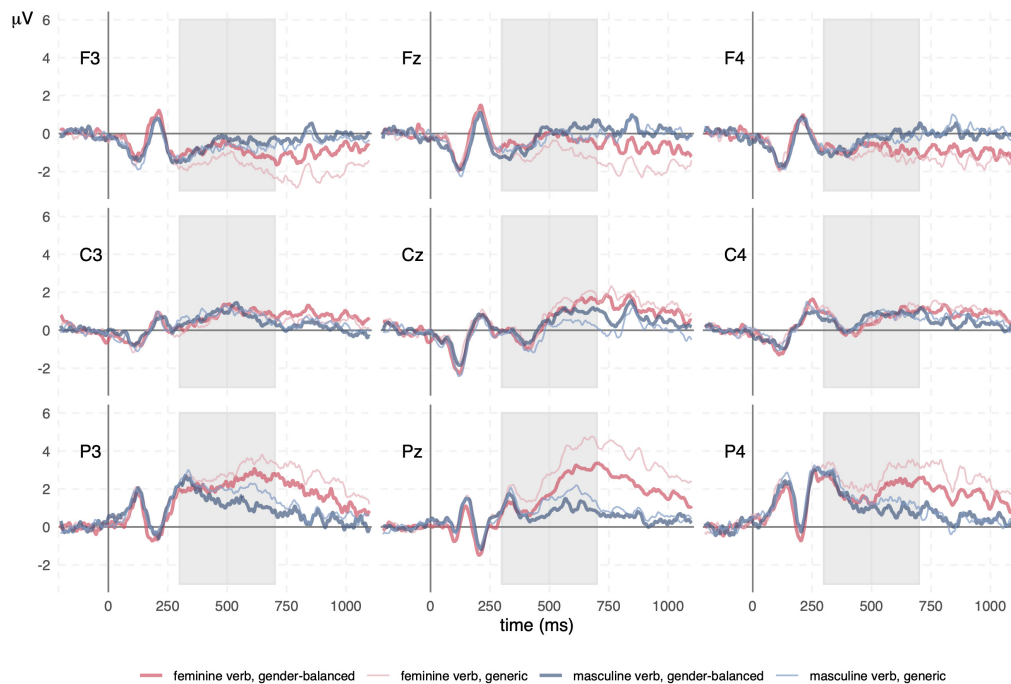 μV
6
4
2
0
-2
F3
Fz
F4
6
4
2
0
-2
C3
Cz
C4
6
4
2
0
-2
P3
Pz
P4
0 250 500 750 1000 0 250 500 750 1000 0 250 500 750 1000
time (ms)
feminine verb, gender-balanced feminine verb, generic masculine verb, gender-balanced masculine verb, generic